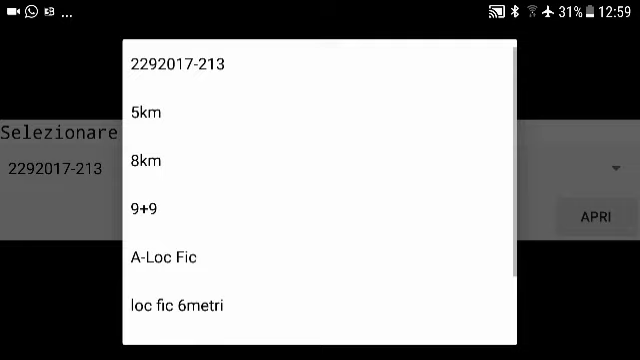 ... 31% 12:59
2292017-213
5km
Selezionare
8km
2292017-213
9+9
APRI
A-Loc Fic
loc fic 6metri